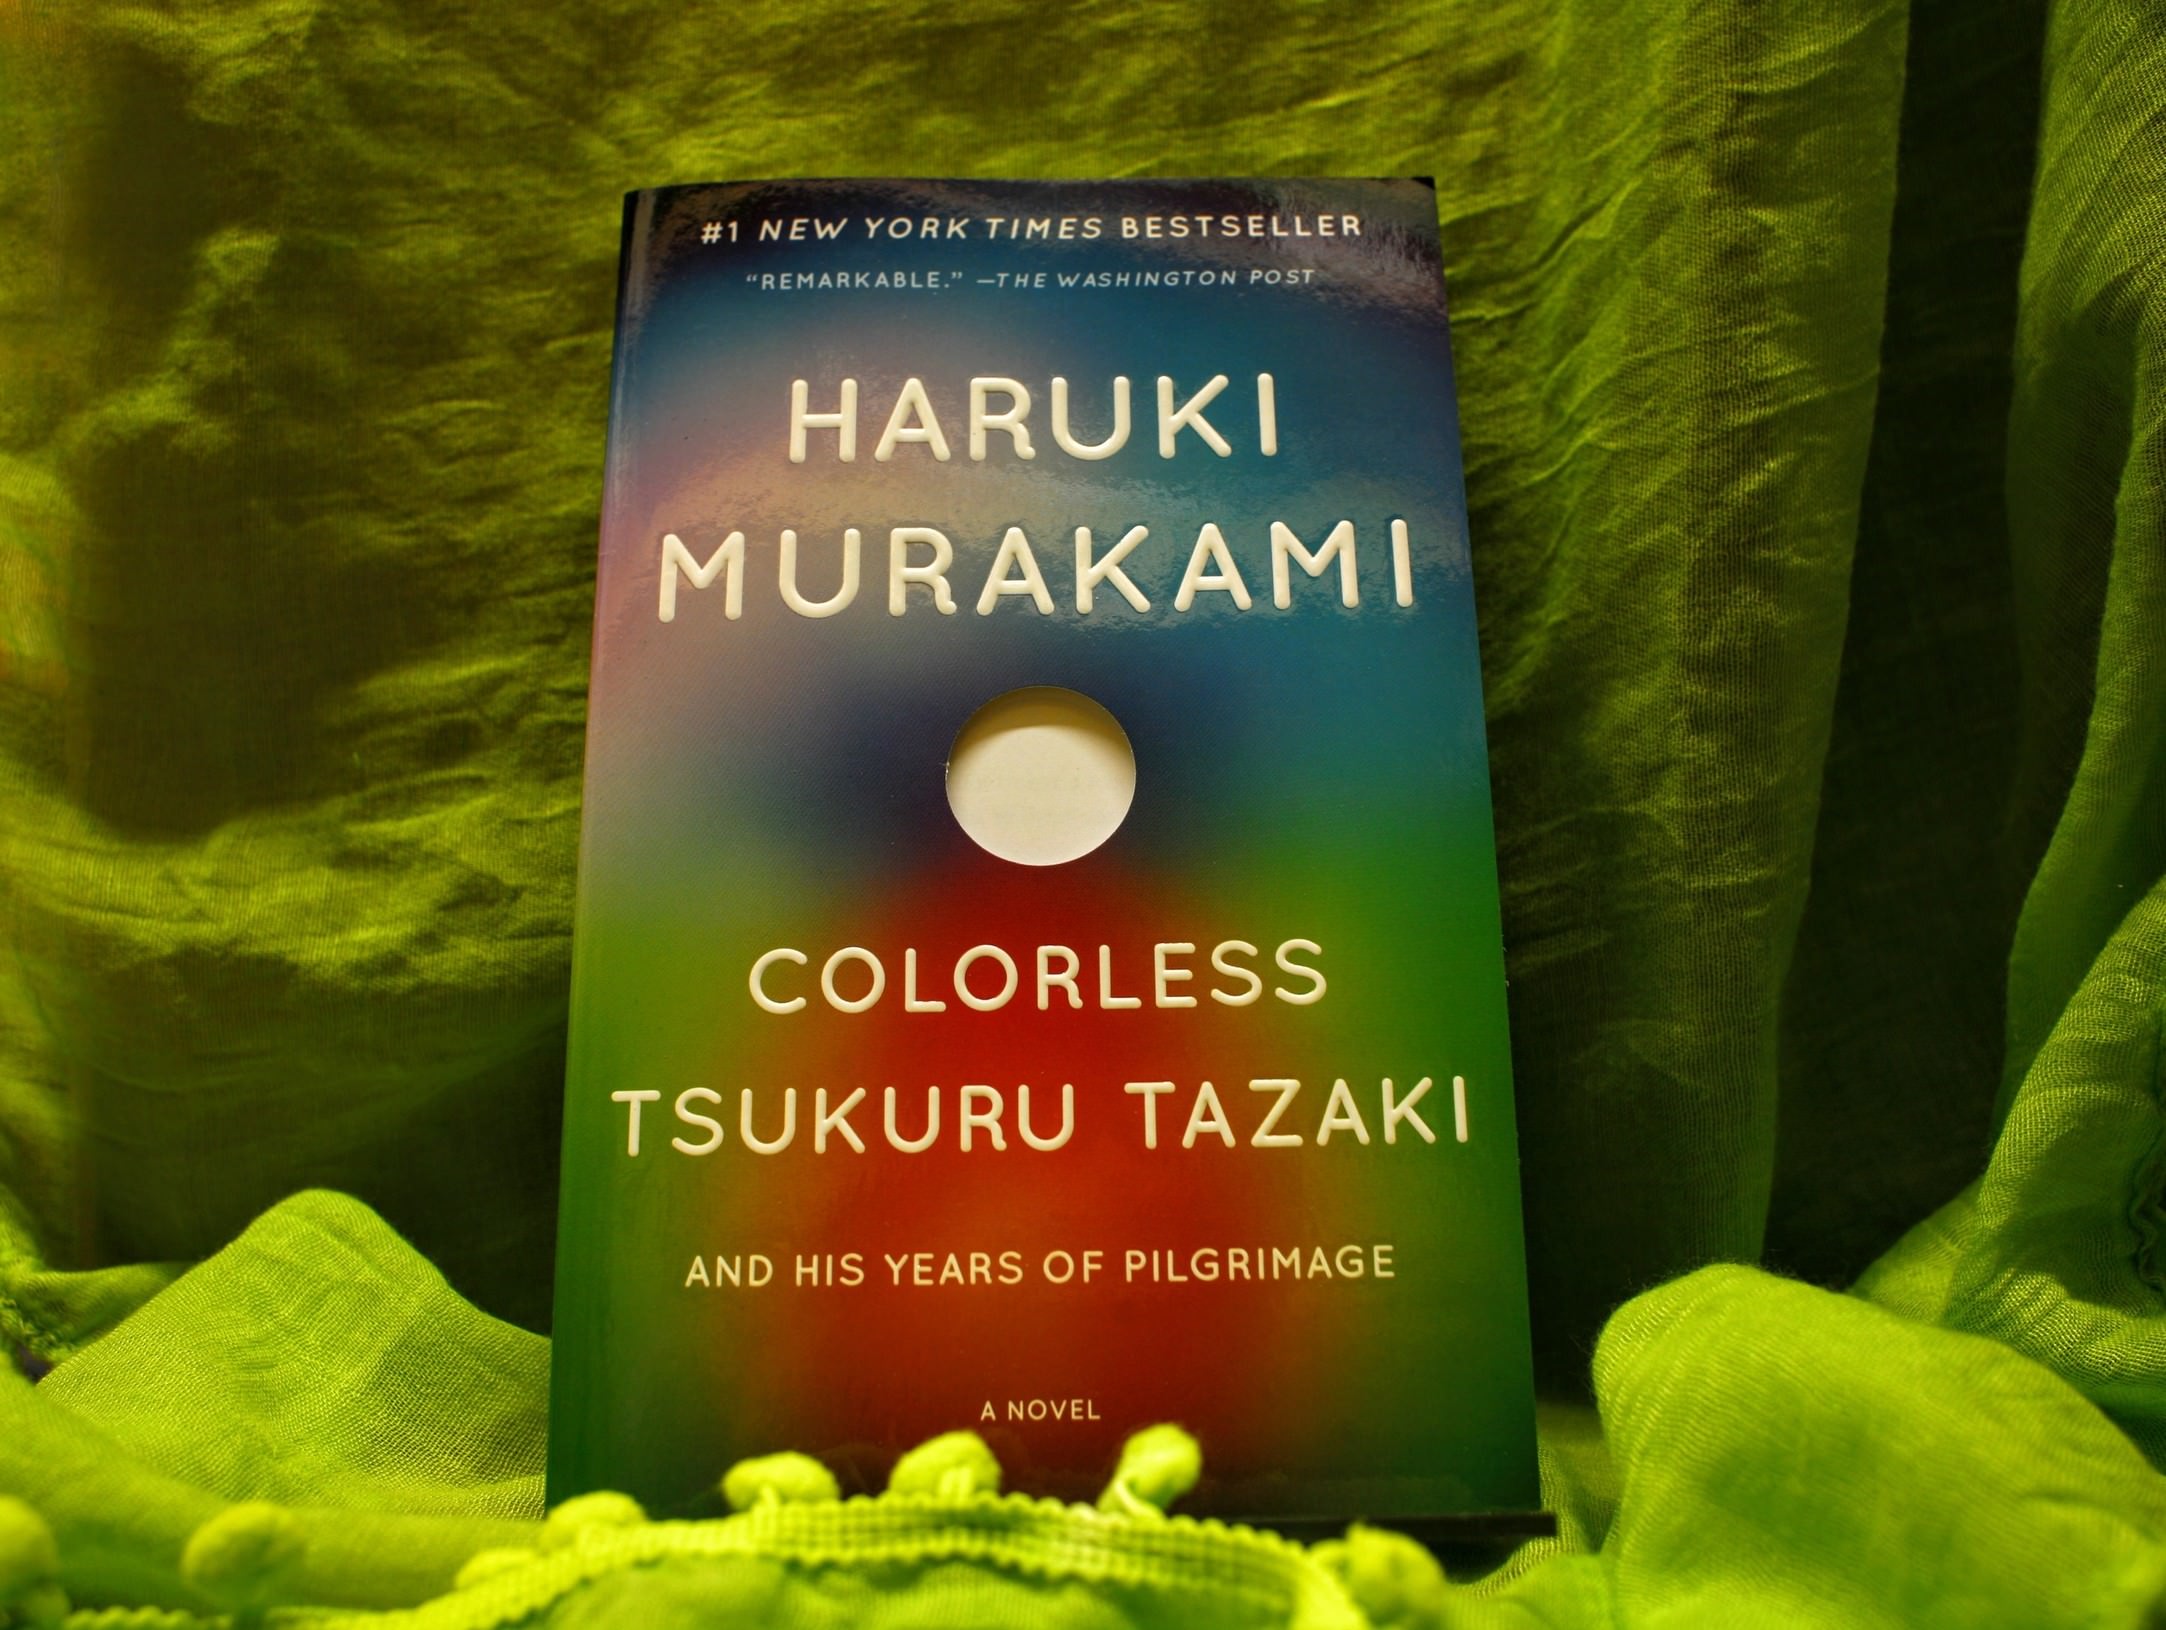 #1 NEW YORK TIMES BESTSELLER
“REMARKABLE.” —THE WASHINGTON POST
HARUKI
MURAKAMI
COLORLESS
TSUKURU TAZAKI
AND HIS YEARS OF PILGRIMAGE
A NOVEL